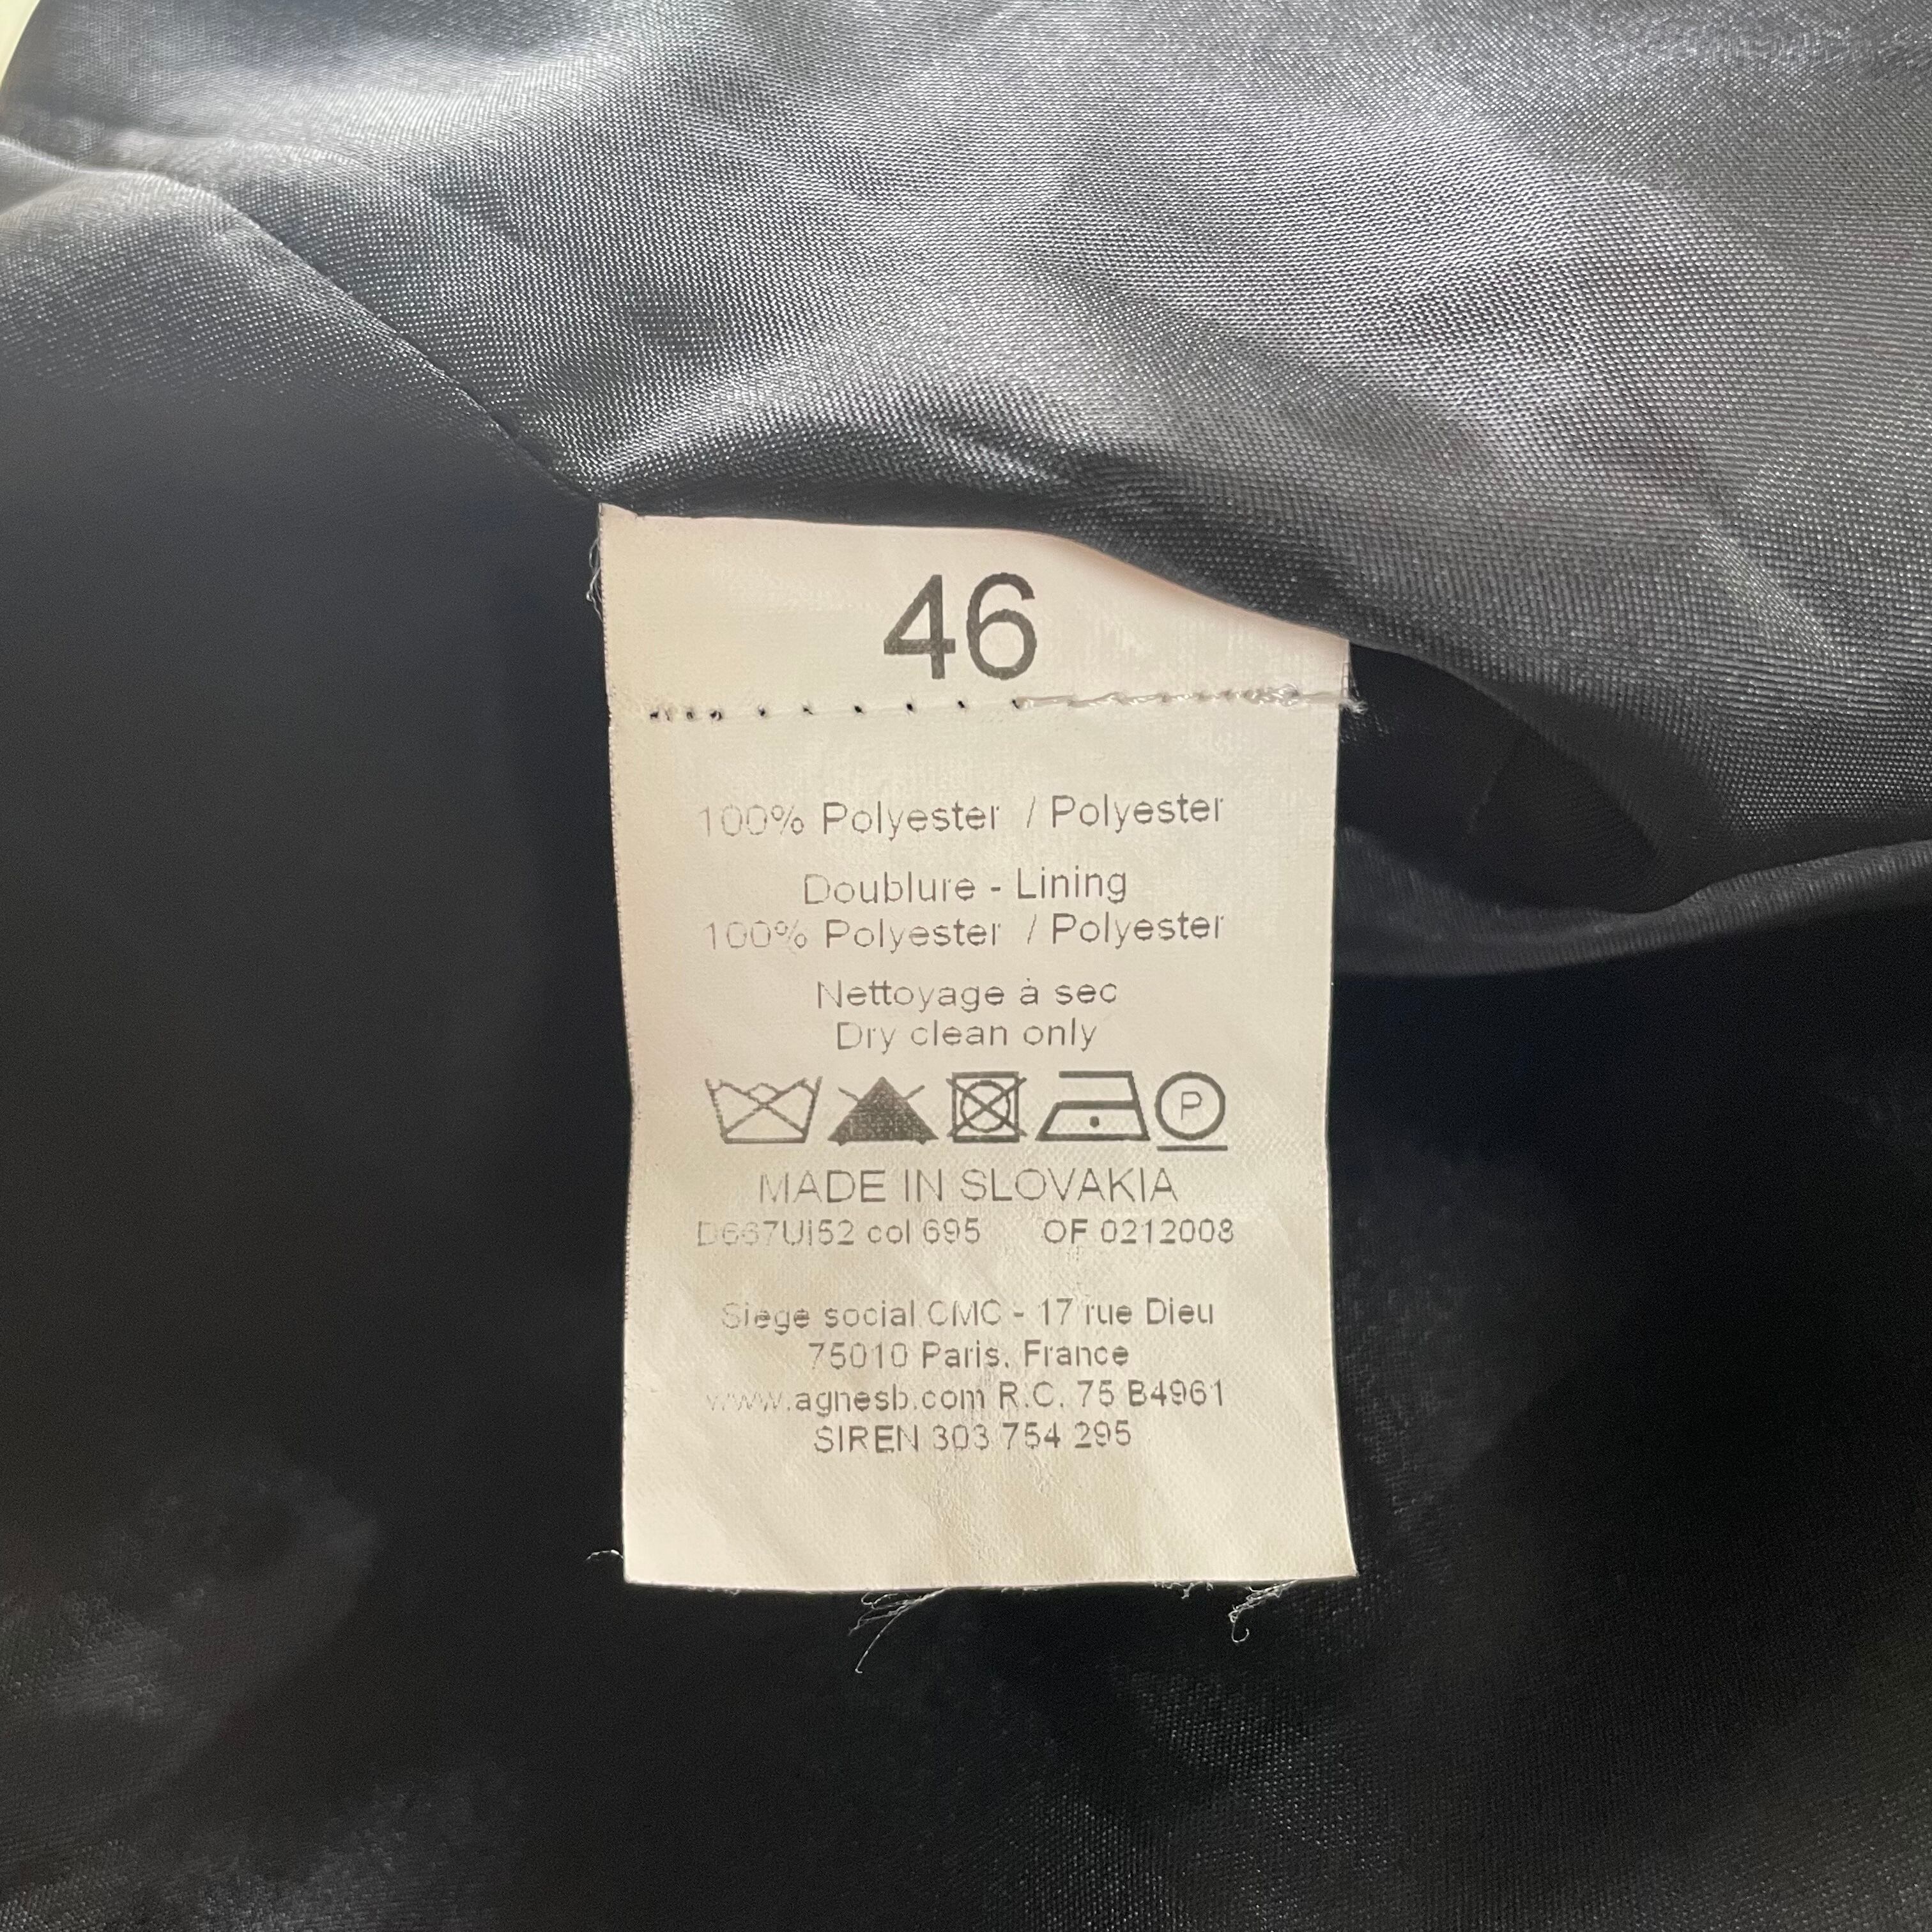 46
100% Polyester / Polyester
Doublure - Lining
100% Polyester / Polyester
Nettoyage à sec
Dry clean only
P
MADE IN SLOVAKIA
D667UI52 col 695 OF 0212008
Siege social CMC - 17 rue Dieu
75010 Paris. France
www.agnesb.com R.C. 75 B4961
SIREN 303 754 295